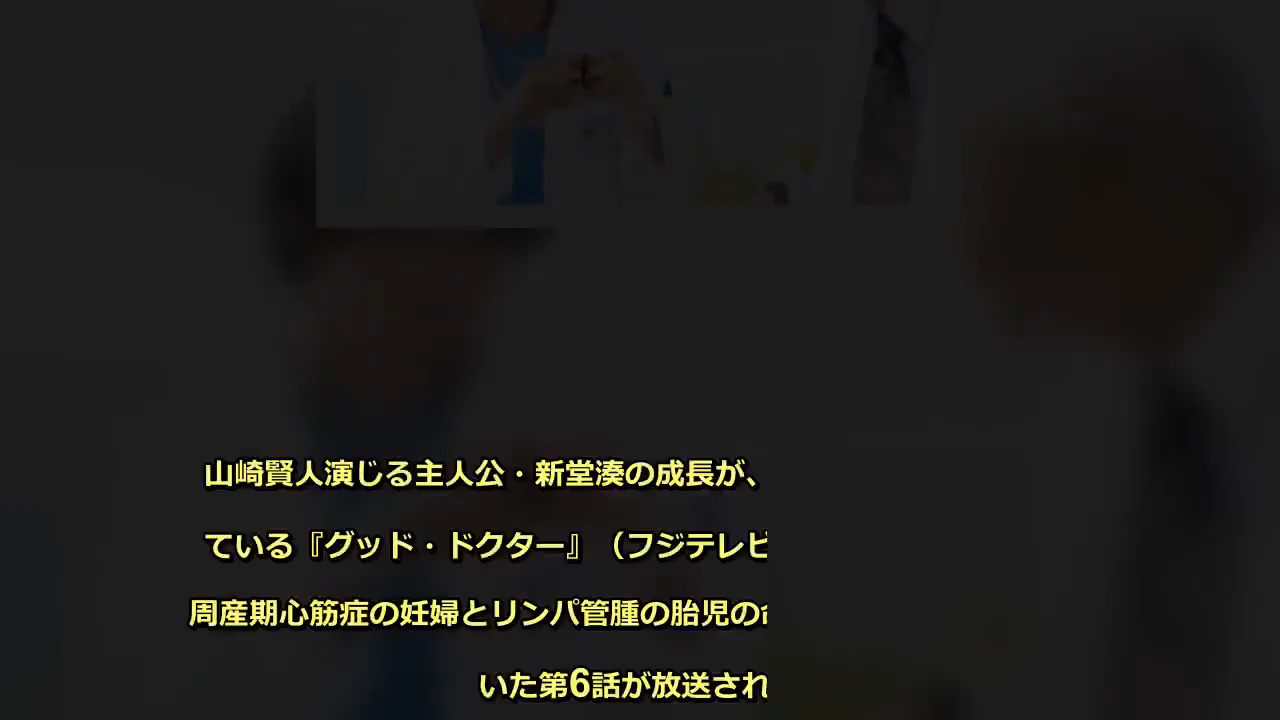 山崎賢人演じる主人公・新堂湊の成長が、
ている『グッド・ドクター』（フジテレビ
周産期心筋症の妊婦とリンパ管腫の胎児の
いた第6話が放送され